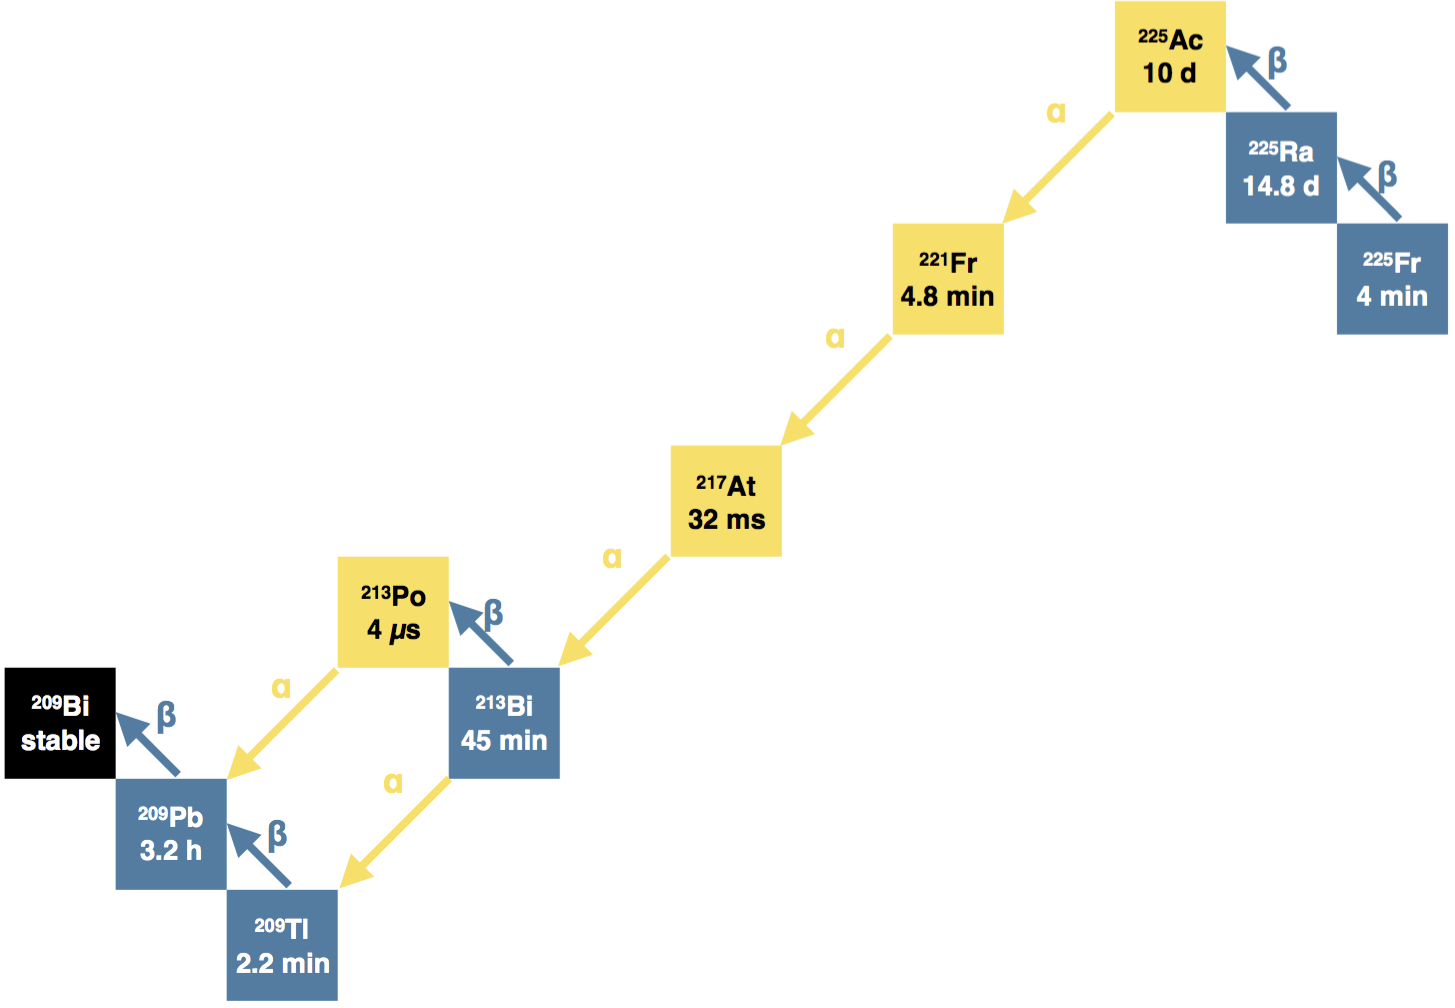 ²²⁵Ac
10 d
β
α
²²⁵Ra
14.8 d
β
²²¹Fr
4.8 min
²²⁵Fr
4 min
α
²¹⁷At
32 ms
α
²¹³Po
4 µs
β
α
²⁰⁹Bi
stable
β
²¹³Bi
45 min
α
²⁰⁹Pb
3.2 h
β
²⁰⁹Tl
2.2 min